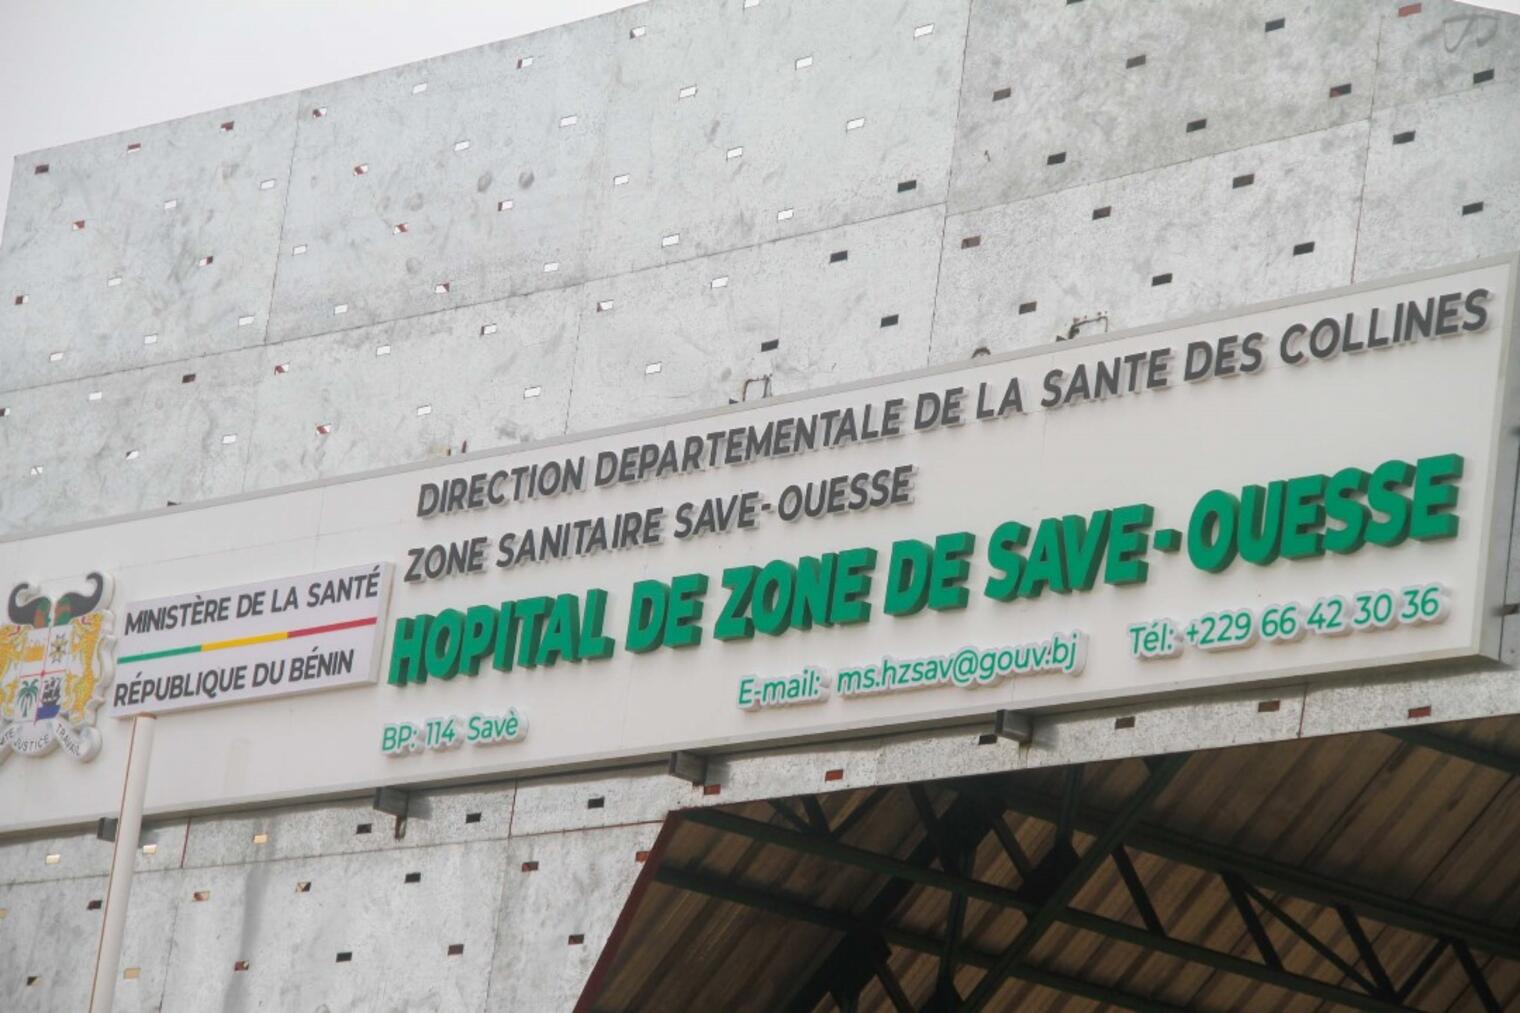 DIRECTION DEPARTEMENTALE DE LA SANTE DES COLLINES
ZONE SANITAIRE SAVE-OUESSE
HOPITAL DE ZONE DE SAVE-OUESSE
MINISTÈRE DE LA SANTÉ
RÉPUBLIQUE DU BÉNIN
JUSTICE TRAVAIL
BP: 114 Savè
E-mail: ms.hzsav@gouv.bj
Tél: +229 66 42 30 36